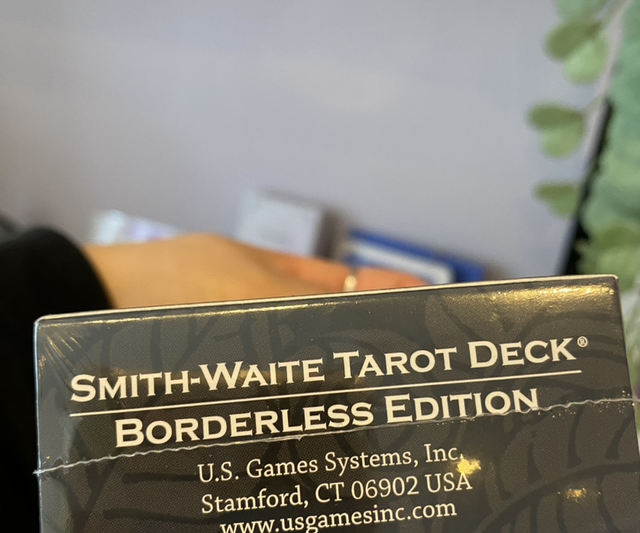 SMITH-WAITE TAROT DECK®
BORDERLESS EDITION
U.S. Games Systems, Inc.
Stamford, CT 06902 USA
www.usgamesinc.com